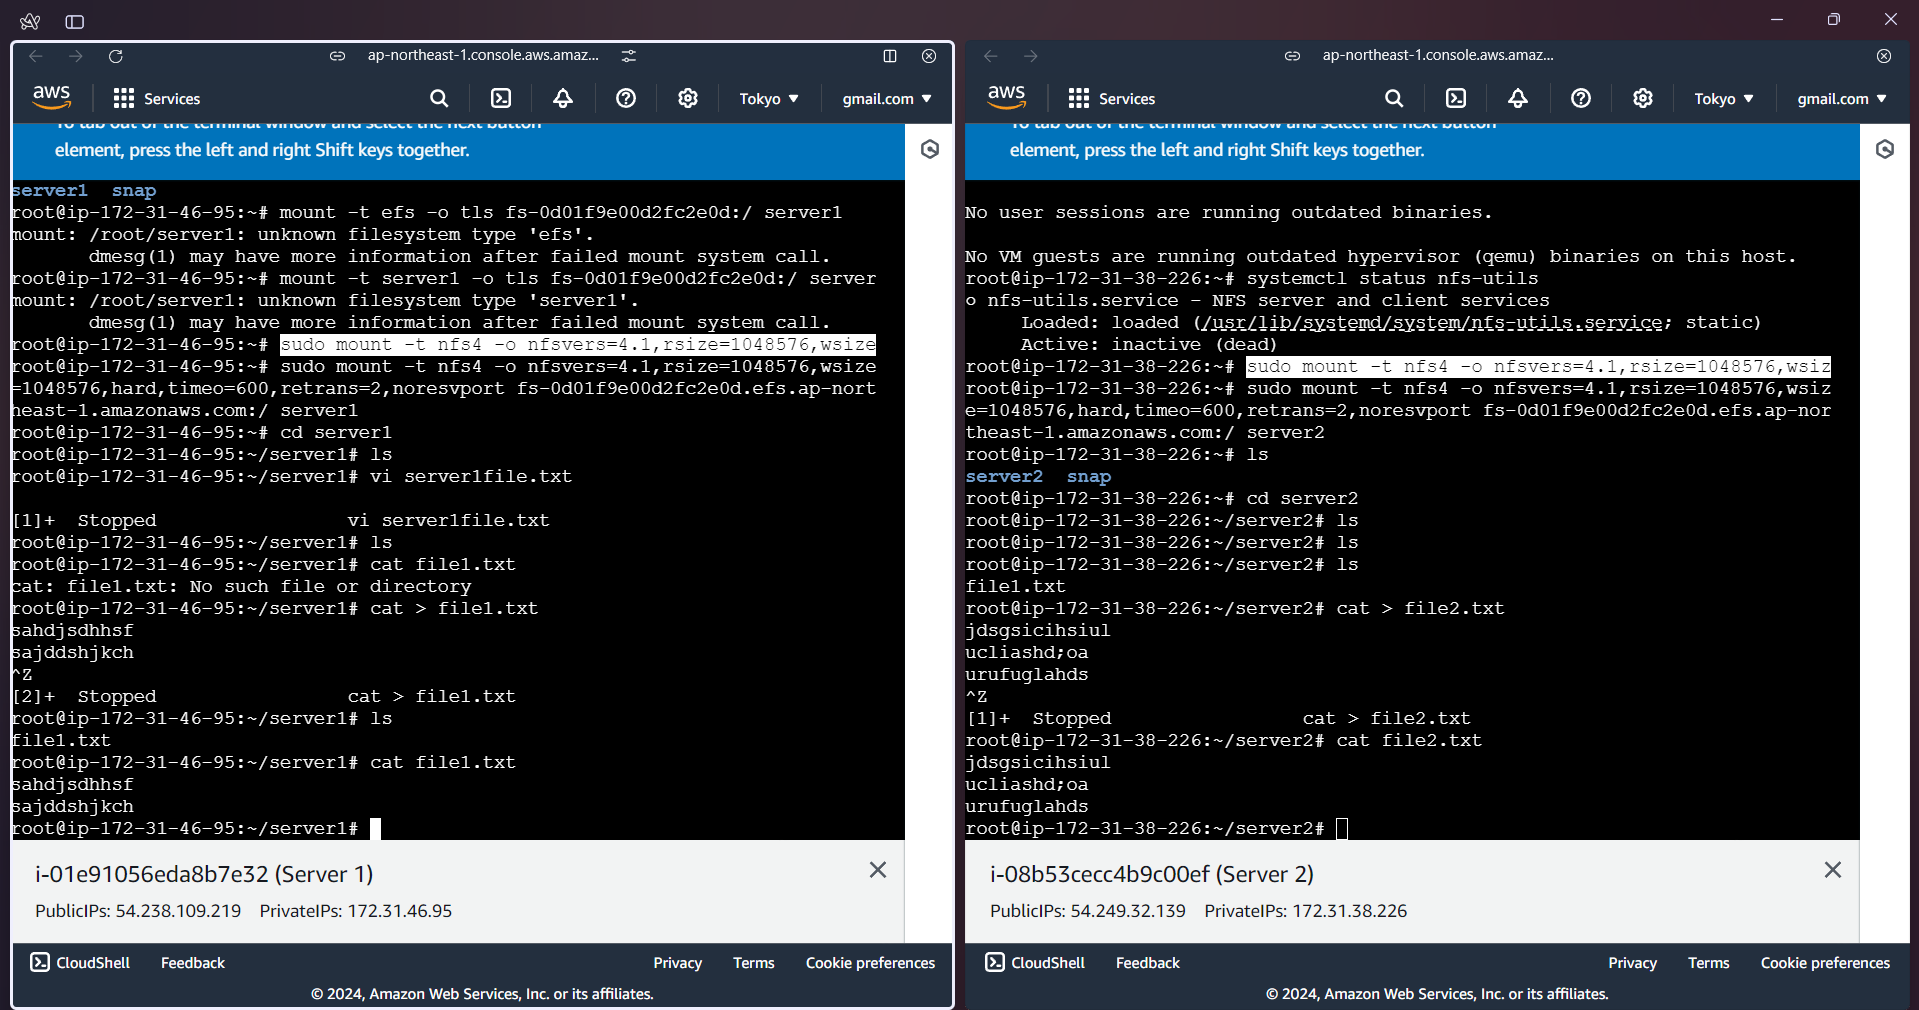 ap-northeast-1.console.aws.amaz...
aws
Services
Tokyo
gmail.com
To tab out of the terminal window and select the next button
element, press the left and right Shift keys together.
server1  snap
root@ip-172-31-46-95:~# mount -t efs -o tls fs-0d01f9e00d2fc2e0d:/ server1
mount: /root/server1: unknown filesystem type 'efs'.
       dmesg(1) may have more information after failed mount system call.
root@ip-172-31-46-95:~# mount -t server1 -o tls fs-0d01f9e00d2fc2e0d:/ server
mount: /root/server1: unknown filesystem type 'server1'.
       dmesg(1) may have more information after failed mount system call.
root@ip-172-31-46-95:~# sudo mount -t nfs4 -o nfsvers=4.1,rsize=1048576,wsize
root@ip-172-31-46-95:~# sudo mount -t nfs4 -o nfsvers=4.1,rsize=1048576,wsize
=1048576,hard,timeo=600,retrans=2,noresvport fs-0d01f9e00d2fc2e0d.efs.ap-nort
heast-1.amazonaws.com:/ server1
root@ip-172-31-46-95:~# cd server1
root@ip-172-31-46-95:~/server1# ls
root@ip-172-31-46-95:~/server1# vi server1file.txt
[1]+  Stopped                 vi server1file.txt
root@ip-172-31-46-95:~/server1# ls
root@ip-172-31-46-95:~/server1# cat file1.txt
cat: file1.txt: No such file or directory
root@ip-172-31-46-95:~/server1# cat > file1.txt
sahdjsdhhsf
sajddshjkch
^Z
[2]+  Stopped                 cat > file1.txt
root@ip-172-31-46-95:~/server1# ls
file1.txt
root@ip-172-31-46-95:~/server1# cat file1.txt
sahdjsdhhsf
sajddshjkch
root@ip-172-31-46-95:~/server1#
i-01e91056eda8b7e32 (Server 1)
PublicIPs: 54.238.109.219 PrivateIPs: 172.31.46.95
CloudShell Feedback Privacy Terms Cookie preferences
© 2024, Amazon Web Services, Inc. or its affiliates.
ap-northeast-1.console.aws.amaz...
aws
Services
Tokyo
gmail.com
To tab out of the terminal window and select the next button
element, press the left and right Shift keys together.
No user sessions are running outdated binaries.
No VM guests are running outdated hypervisor (qemu) binaries on this host.
root@ip-172-31-38-226:~# systemctl status nfs-utils
o nfs-utils.service - NFS server and client services
     Loaded: loaded (/usr/lib/systemd/system/nfs-utils.service; static)
     Active: inactive (dead)
root@ip-172-31-38-226:~# sudo mount -t nfs4 -o nfsvers=4.1,rsize=1048576,wsiz
root@ip-172-31-38-226:~# sudo mount -t nfs4 -o nfsvers=4.1,rsize=1048576,wsiz
e=1048576,hard,timeo=600,retrans=2,noresvport fs-0d01f9e00d2fc2e0d.efs.ap-nor
theast-1.amazonaws.com:/ server2
root@ip-172-31-38-226:~# ls
server2  snap
root@ip-172-31-38-226:~# cd server2
root@ip-172-31-38-226:~/server2# ls
root@ip-172-31-38-226:~/server2# ls
root@ip-172-31-38-226:~/server2# ls
file1.txt
root@ip-172-31-38-226:~/server2# cat > file2.txt
jdsgsicihsiul
ucliashd;oa
urufuglahds
^Z
[1]+  Stopped                 cat > file2.txt
root@ip-172-31-38-226:~/server2# cat file2.txt
jdsgsicihsiul
ucliashd;oa
urufuglahds
root@ip-172-31-38-226:~/server2#
i-08b53cecc4b9c00ef (Server 2)
PublicIPs: 54.249.32.139 PrivateIPs: 172.31.38.226
CloudShell Feedback Privacy Terms Cookie preferences
© 2024, Amazon Web Services, Inc. or its affiliates.